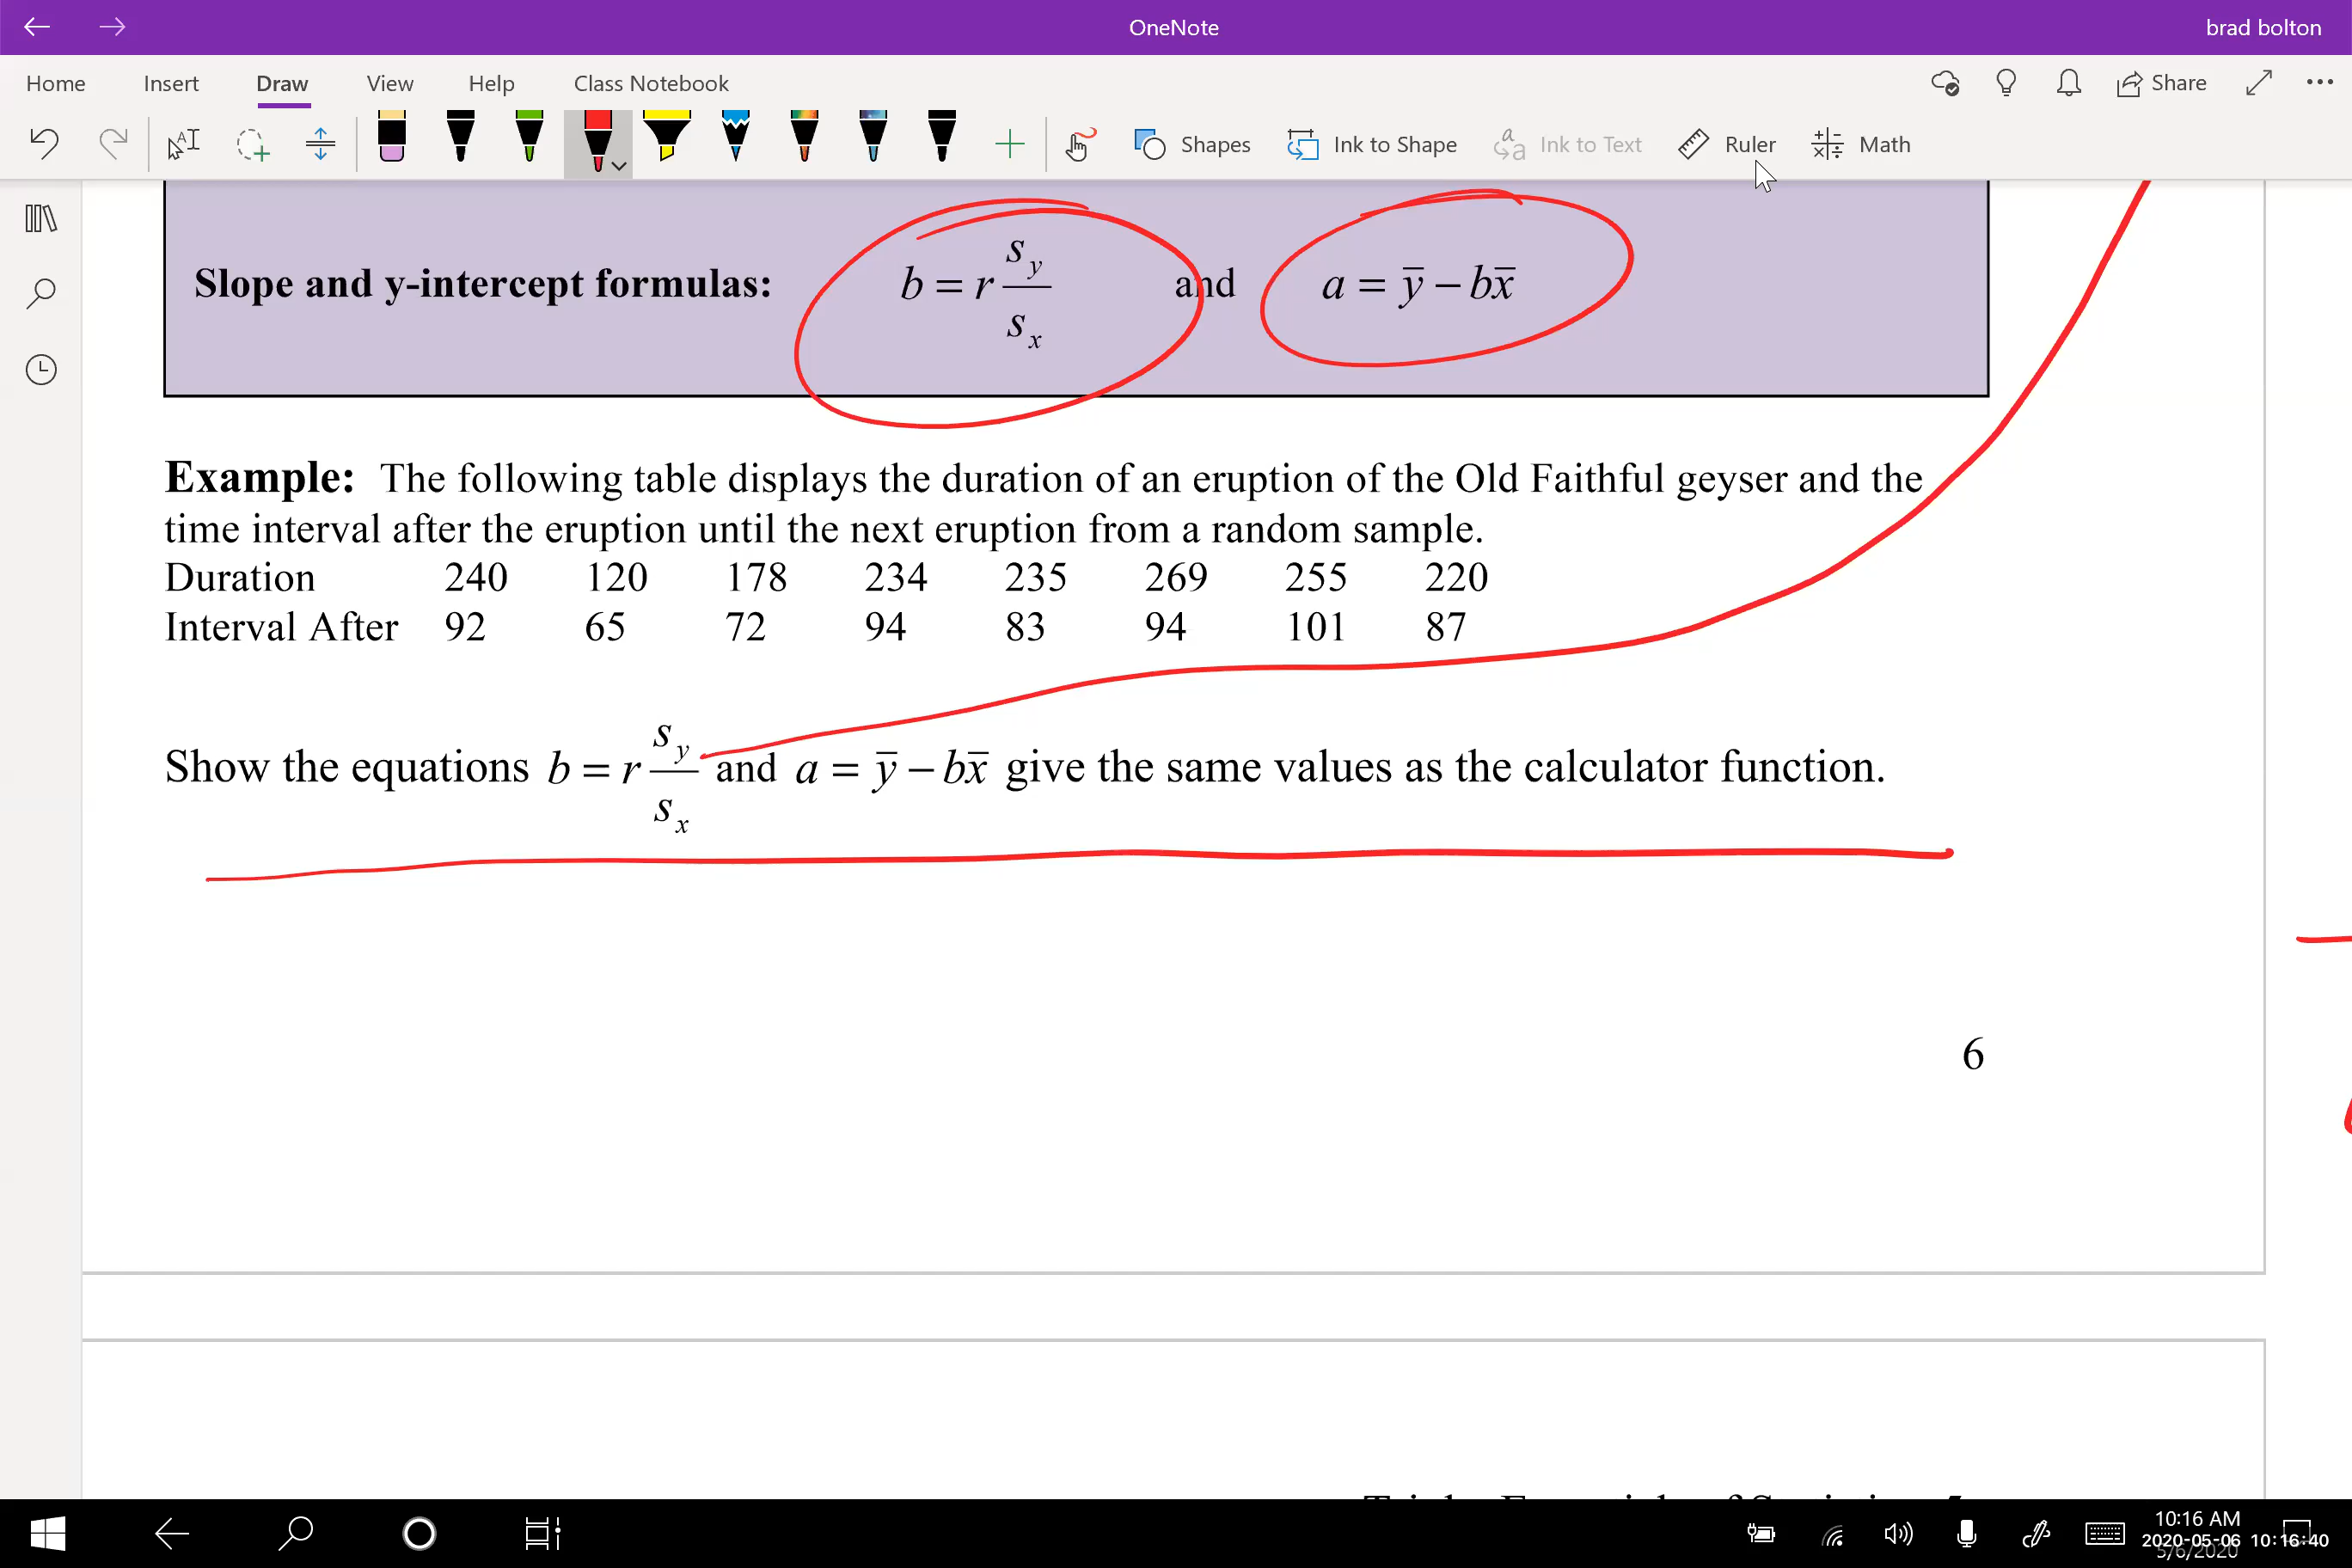 OneNote
brad bolton
Home Insert Draw View Help Class Notebook Share
Shapes Ink to Shape Ink to Text Ruler Math
Slope and y-intercept formulas: b = r s_y / s_x and a = ȳ − bx̄
Example: The following table displays the duration of an eruption of the Old Faithful geyser and the
time interval after the eruption until the next eruption from a random sample.
Duration 240 120 178 234 235 269 255 220
Interval After 92 65 72 94 83 94 101 87
Show the equations b = r s_y / s_x and a = ȳ − bx̄ give the same values as the calculator function.
6
10:16 AM
2020-05-06 10:16:40
5/6/2020